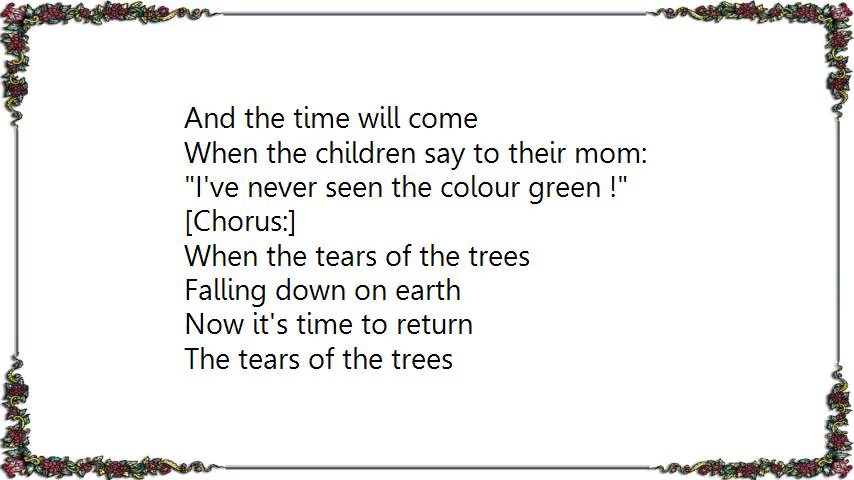 And the time will come
When the children say to their mom:
"I've never seen the colour green !"
[Chorus:]
When the tears of the trees
Falling down on earth
Now it's time to return
The tears of the trees